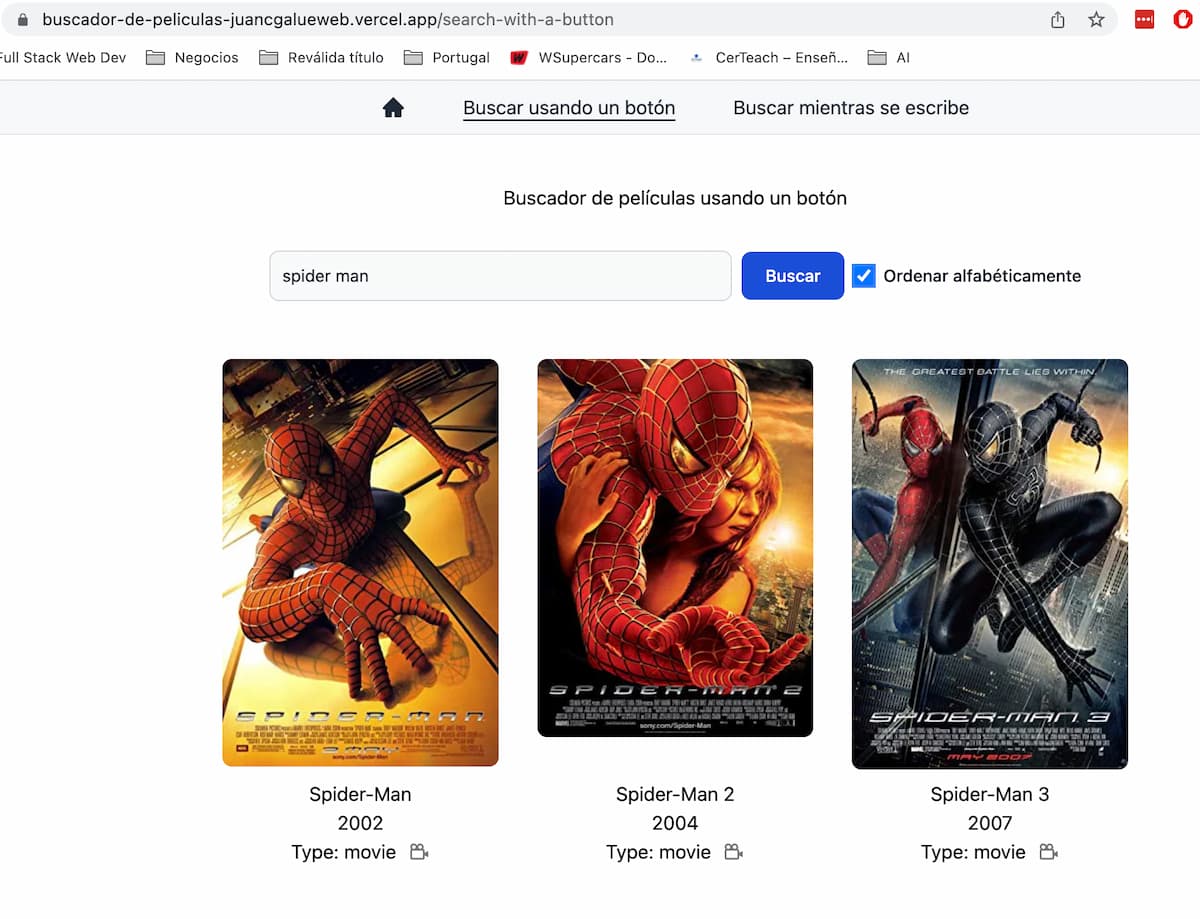 buscador-de-peliculas-juancgalueweb.vercel.app/search-with-a-button
Full Stack Web Dev Negocios Reválida título Portugal WSupercars - Do... CerTeach – Enseñ... AI
Buscar usando un botón Buscar mientras se escribe
Buscador de películas usando un botón
spider man Buscar Ordenar alfabéticamente
THE GREATEST BATTLE LIES WITHIN.
SPIDER-MAN
sony.com/Spider-Man
SPIDER-MAN 2
sony.com/Spider-Man
SPIDER-MAN 3
MAY 2007
Spider-Man Spider-Man 2 Spider-Man 3
2002 2004 2007
Type: movie Type: movie Type: movie